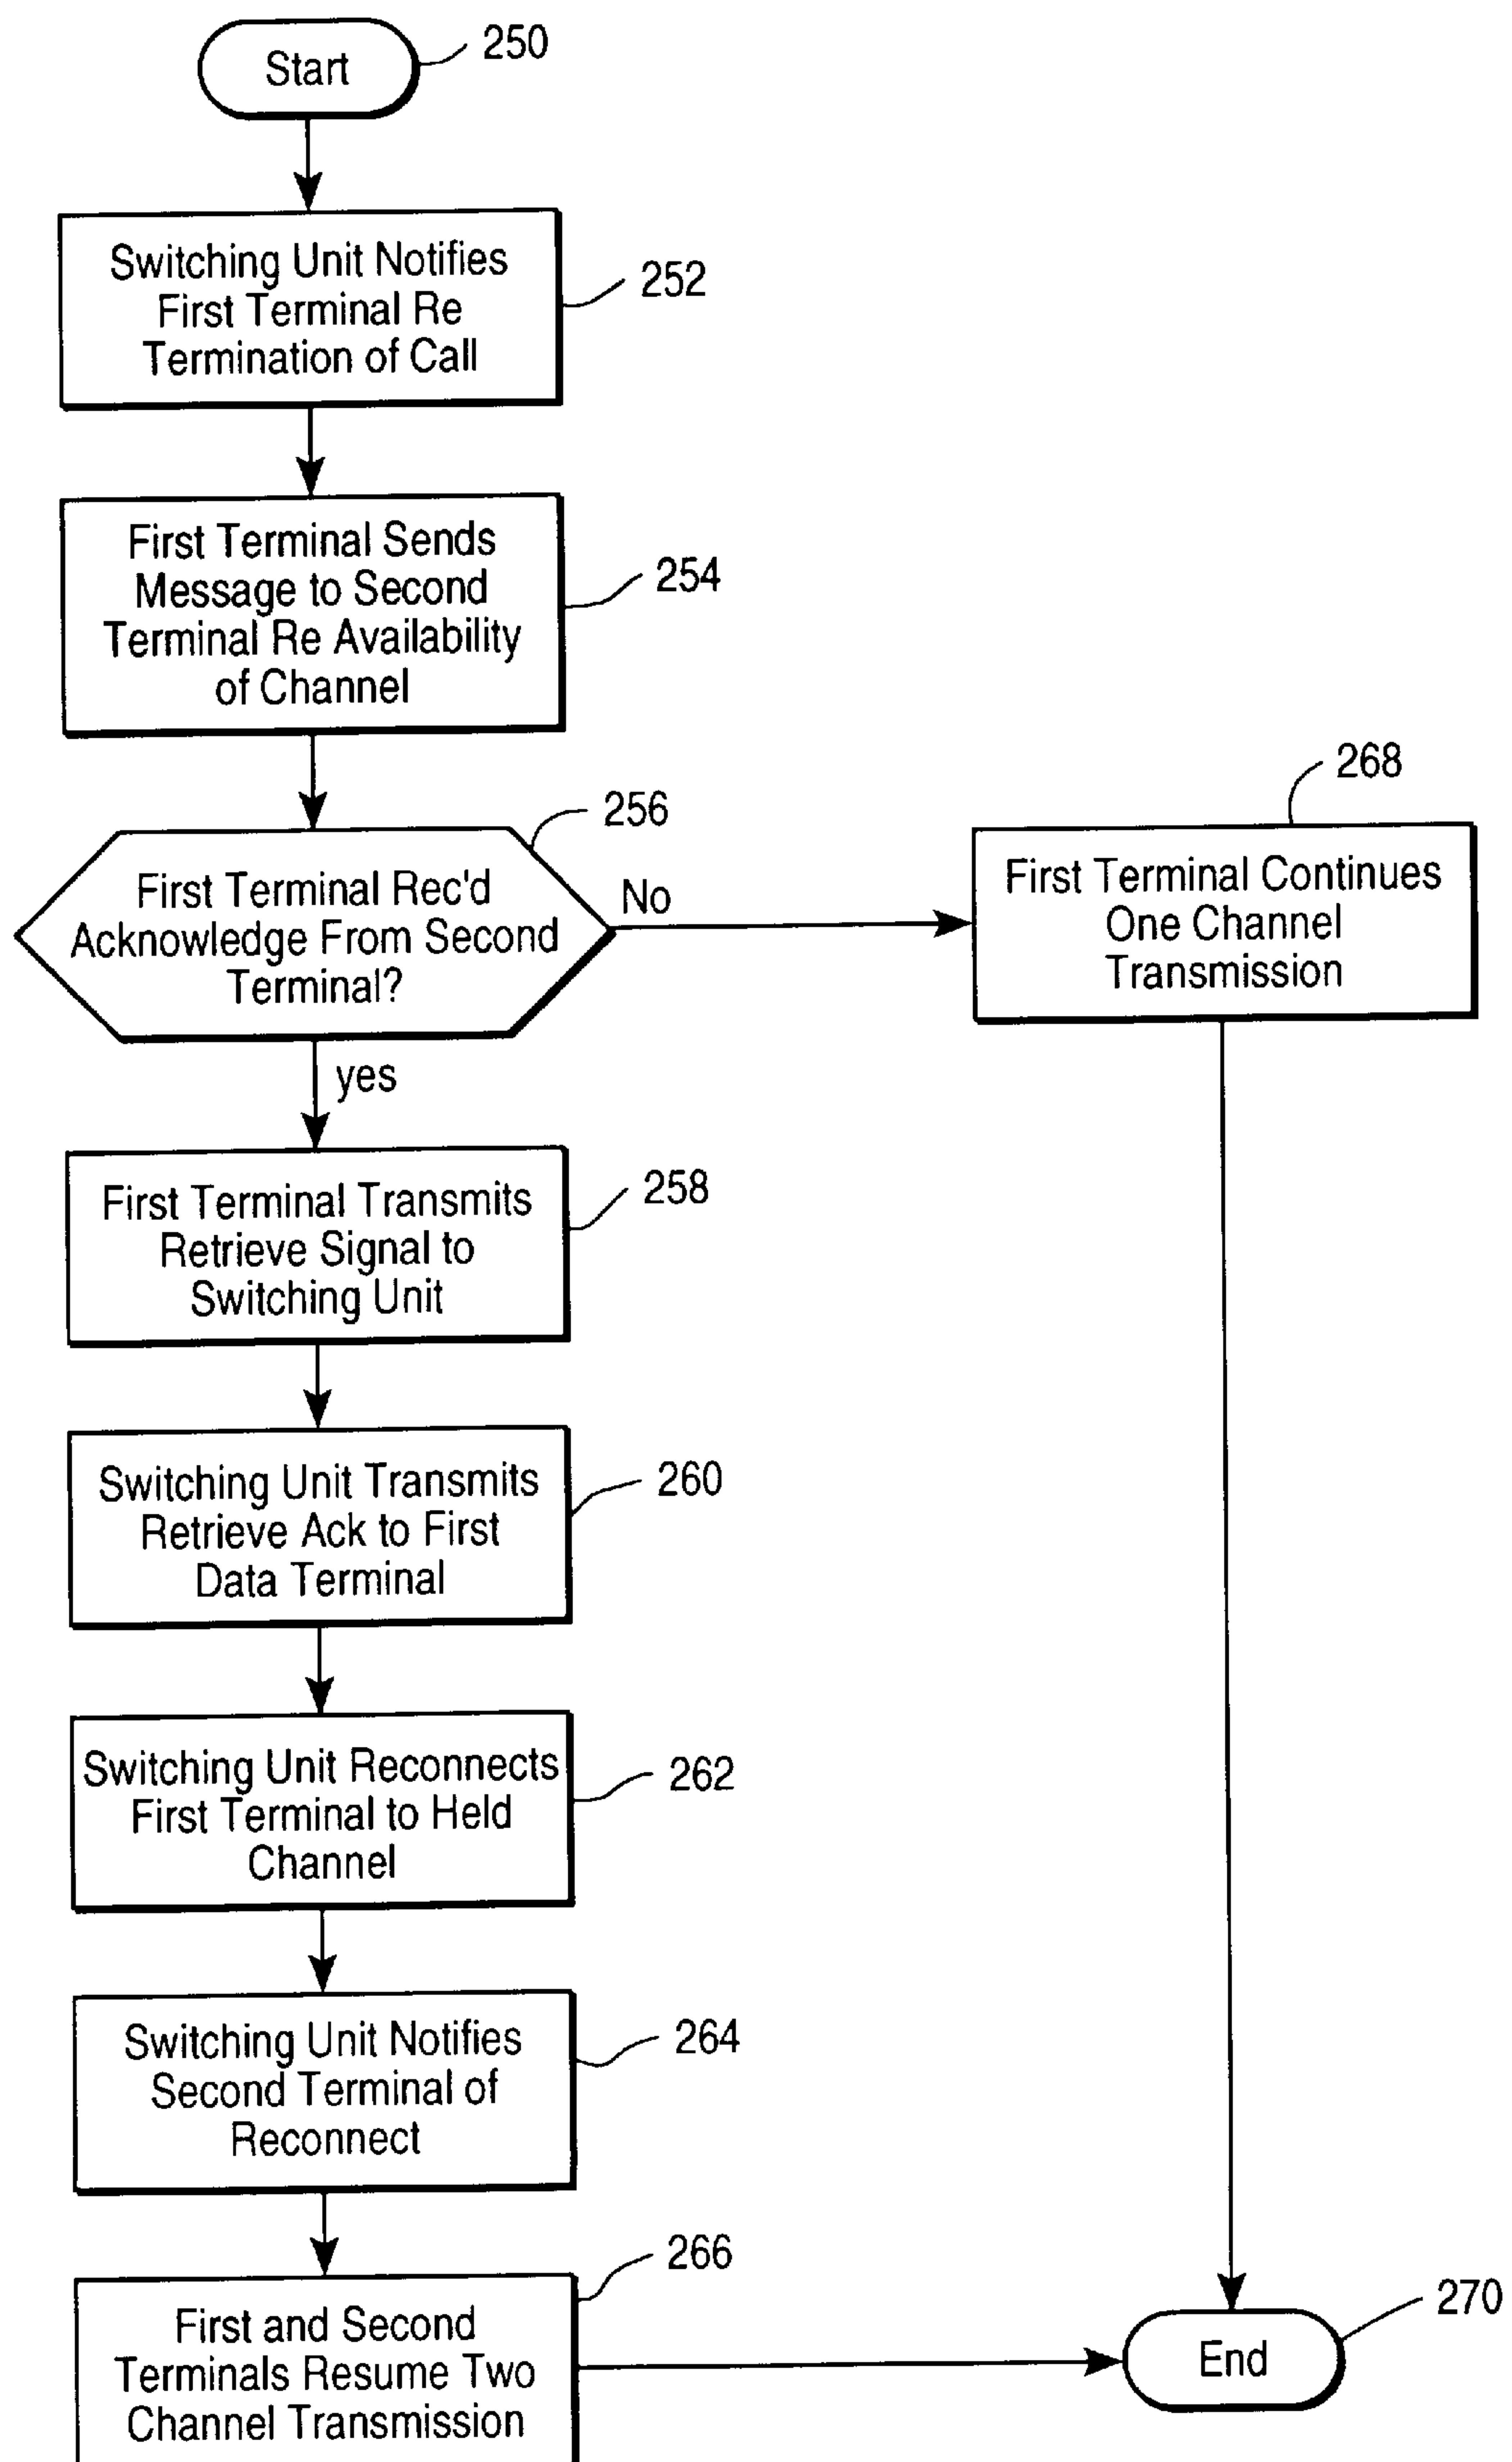 Start
250
Switching Unit Notifies
First Terminal Re
Termination of Call
252
First Terminal Sends
Message to Second
Terminal Re Availability
of Channel
254
First Terminal Rec'd
Acknowledge From Second
Terminal?
256
No
268
First Terminal Continues
One Channel
Transmission
yes
First Terminal Transmits
Retrieve Signal to
Switching Unit
258
Switching Unit Transmits
Retrieve Ack to First
Data Terminal
260
Switching Unit Reconnects
First Terminal to Held
Channel
262
Switching Unit Notifies
Second Terminal of
Reconnect
264
First and Second
Terminals Resume Two
Channel Transmission
266
End
270